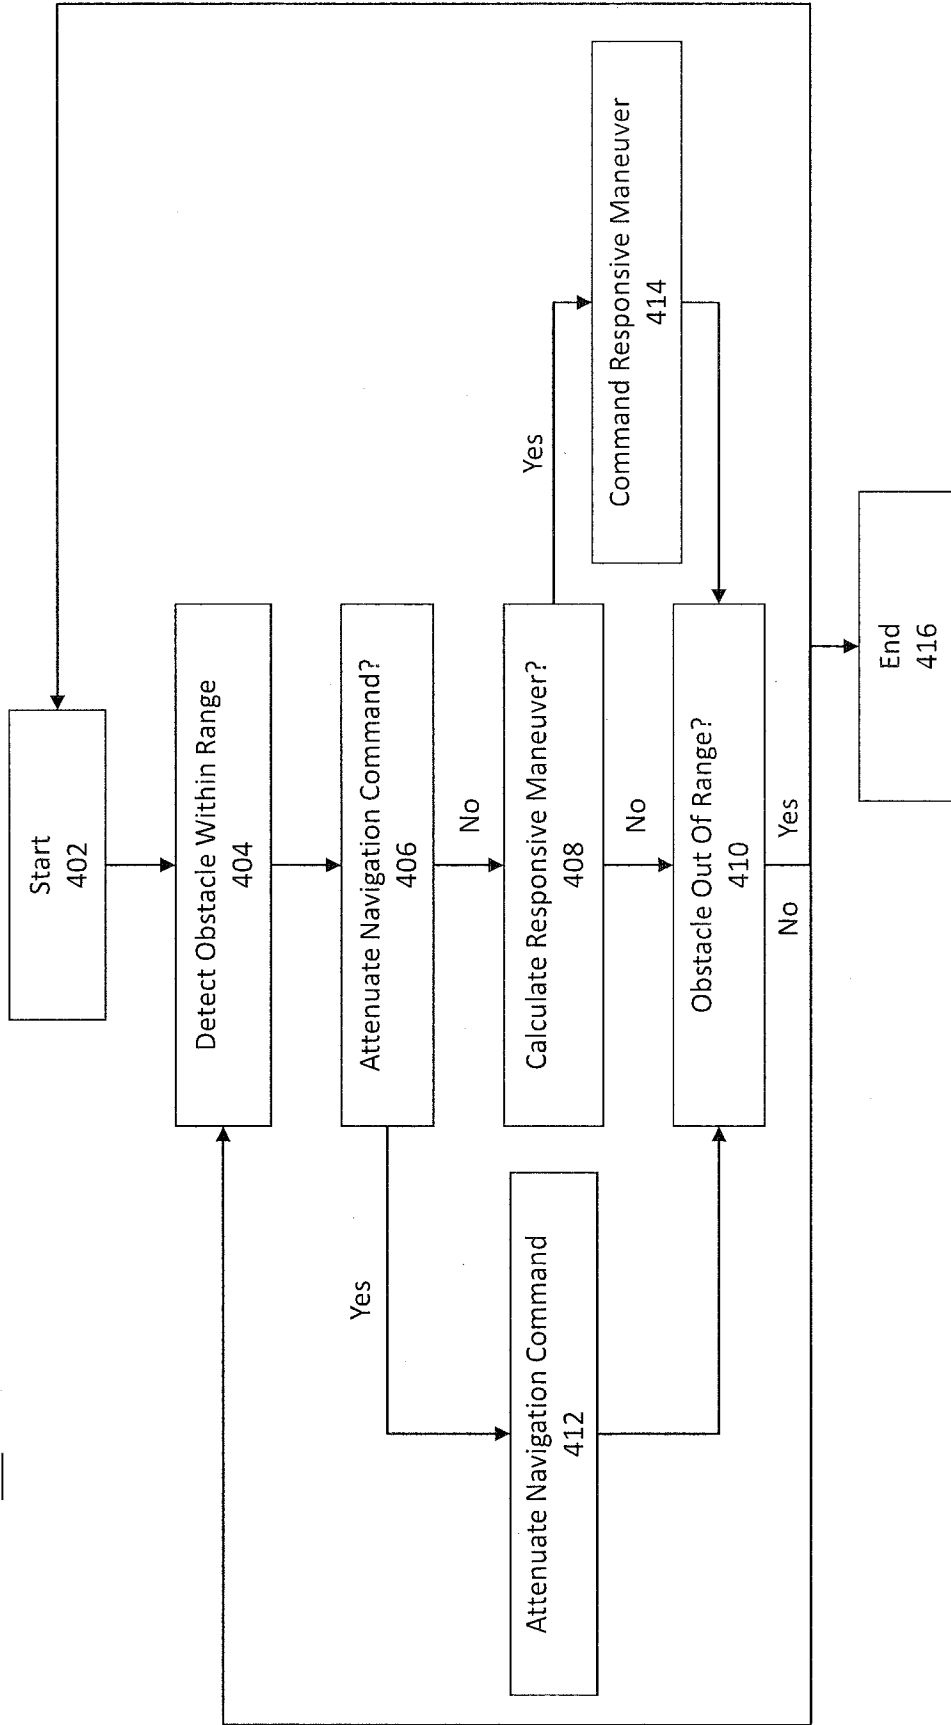 Start
402
Detect Obstacle Within Range
404
Attenuate Navigation Command?
406
Yes
No
Attenuate Navigation Command
412
Calculate Responsive Maneuver?
408
Yes
No
Command Responsive Maneuver
414
Obstacle Out Of Range?
410
No
Yes
End
416